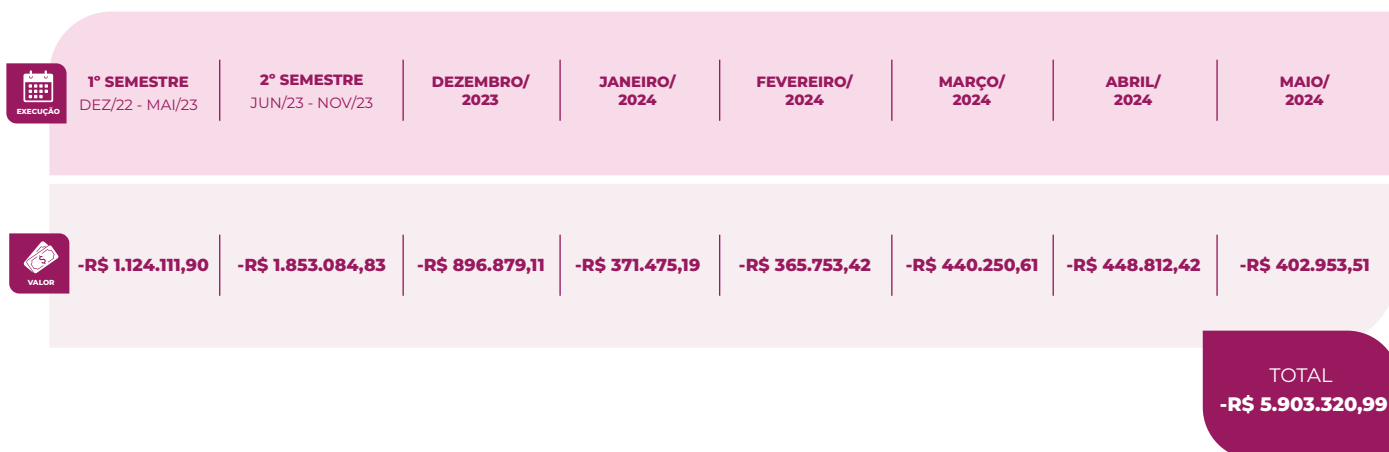 EXECUÇÃO
1º SEMESTRE
DEZ/22 - MAI/23
2º SEMESTRE
JUN/23 - NOV/23
DEZEMBRO/
2023
JANEIRO/
2024
FEVEREIRO/
2024
MARÇO/
2024
ABRIL/
2024
MAIO/
2024
VALOR
-R$ 1.124.111,90
-R$ 1.853.084,83
-R$ 896.879,11
-R$ 371.475,19
-R$ 365.753,42
-R$ 440.250,61
-R$ 448.812,42
-R$ 402.953,51
TOTAL
-R$ 5.903.320,99